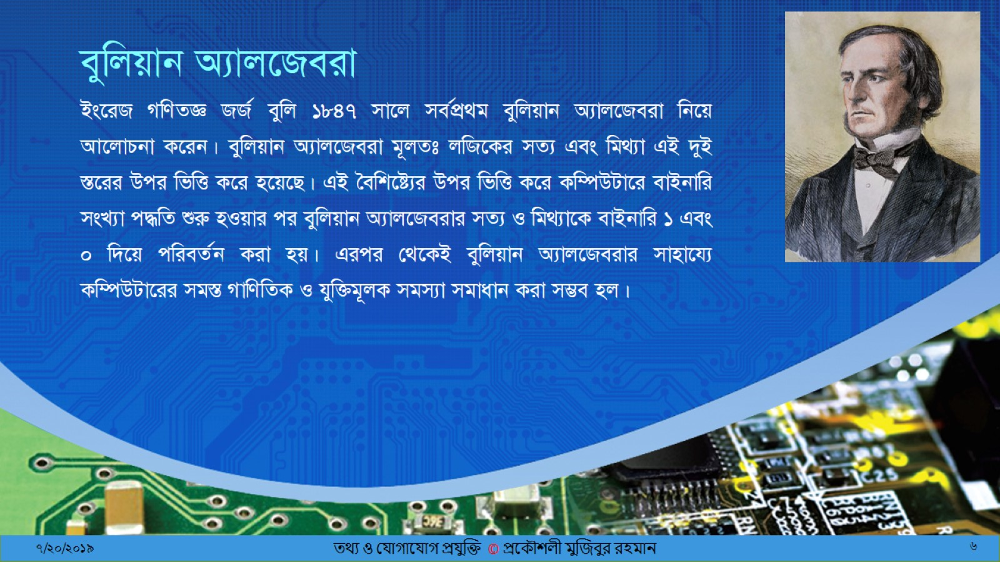 বুলিয়ান অ্যালজেবরা
ইংরেজ গণিতজ্ঞ জর্জ বুলি ১৮৪৭ সালে সর্বপ্রথম বুলিয়ান অ্যালজেবরা নিয়ে
আলোচনা করেন। বুলিয়ান অ্যালজেবরা মূলতঃ লজিকের সত্য এবং মিথ্যা এই দুই
স্তরের উপর ভিত্তি করে হয়েছে। এই বৈশিষ্ট্যের উপর ভিত্তি করে কম্পিউটারে বাইনারি
সংখ্যা পদ্ধতি শুরু হওয়ার পর বুলিয়ান অ্যালজেবরার সত্য ও মিথ্যাকে বাইনারি ১ এবং
০ দিয়ে পরিবর্তন করা হয়। এরপর থেকেই বুলিয়ান অ্যালজেবরার সাহায্যে
কম্পিউটারের সমস্ত গাণিতিক ও যুক্তিমূলক সমস্যা সমাধান করা সম্ভব হল।
C25
৭/২০/২০১৯ তথ্য ও যোগাযোগ প্রযুক্তি © প্রকৌশলী মুজিবুর রহমান ৬